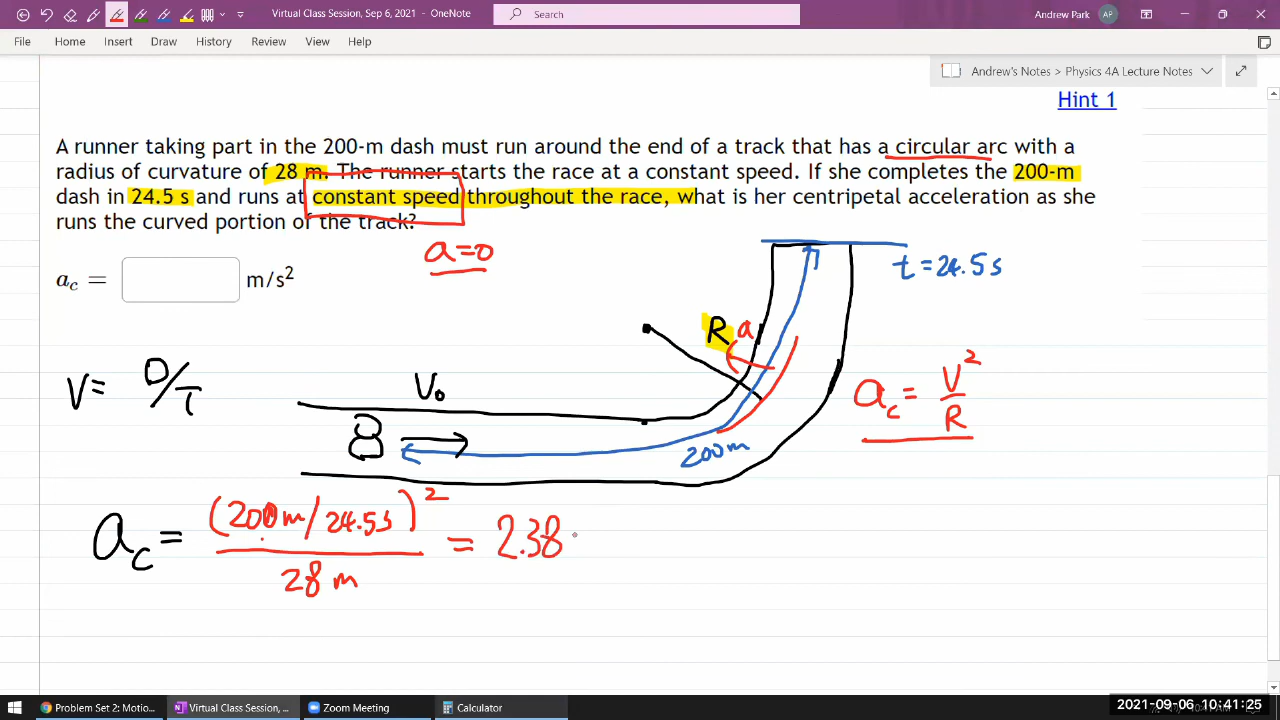 Virtual Class Session, Sep 6, 2021 - OneNote
Search
Andrew Park
AP
File Home Insert Draw History Review View Help
Andrew's Notes > Physics 4A Lecture Notes
Hint 1
A runner taking part in the 200-m dash must run around the end of a track that has a circular arc with a
radius of curvature of 28 m. The runner starts the race at a constant speed. If she completes the 200-m
dash in 24.5 s and runs at constant speed throughout the race, what is her centripetal acceleration as she
runs the curved portion of the track?
a=0
t = 24.5 s
ac = m/s²
R a
V = D/T
V₀
ac = V²/R
200m
ac = (200m/24.5s)²/28 m = 2.38
Problem Set 2: Motio...
Virtual Class Session,...
Zoom Meeting
Calculator
2021-09-06 10:41:25